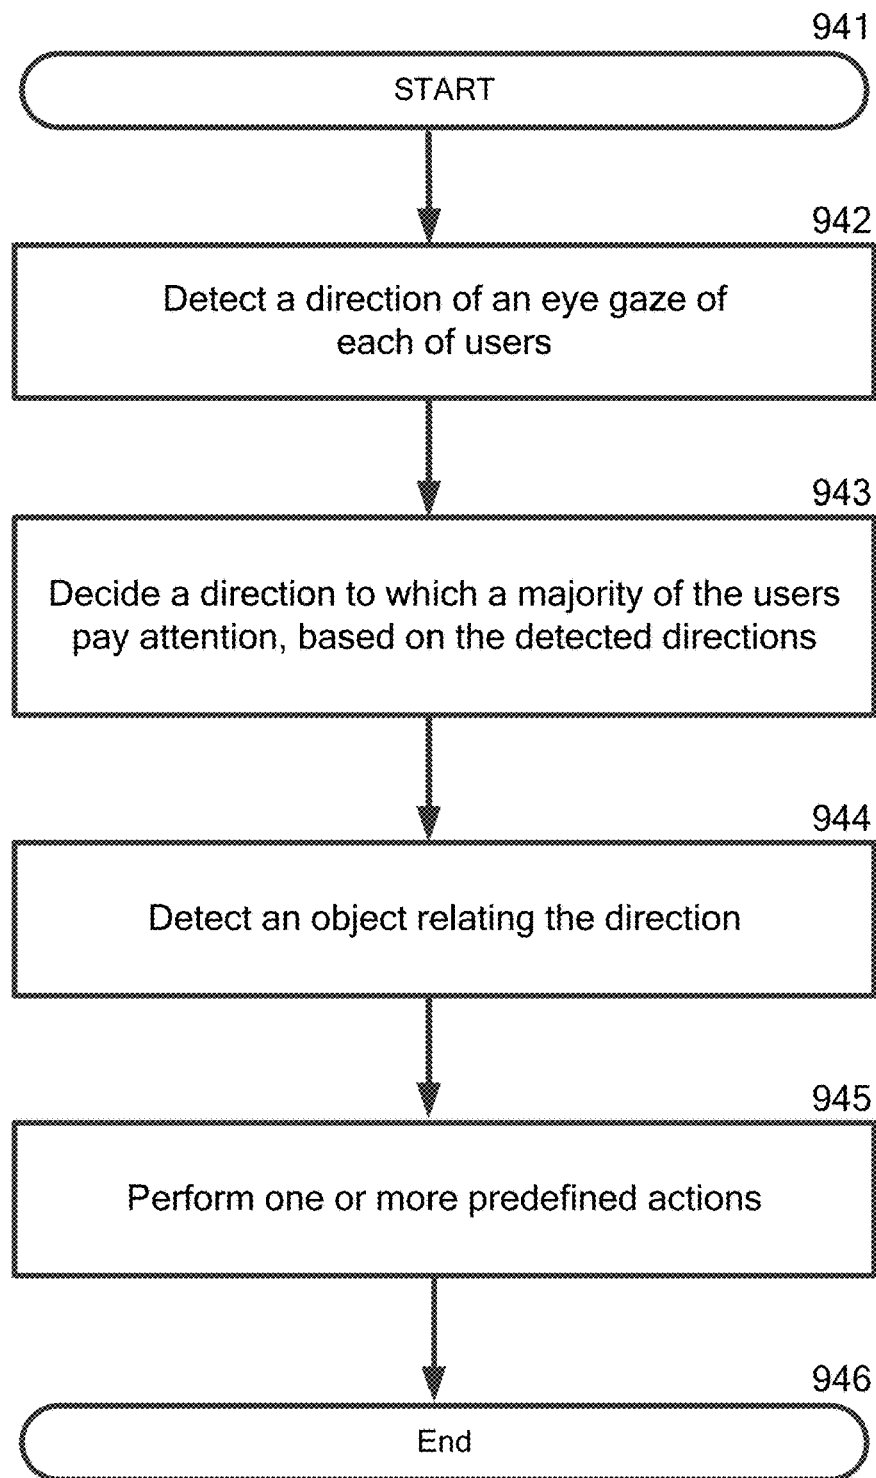 941
START
942
Detect a direction of an eye gaze of
each of users
943
Decide a direction to which a majority of the users
pay attention, based on the detected directions
944
Detect an object relating the direction
945
Perform one or more predefined actions
946
End